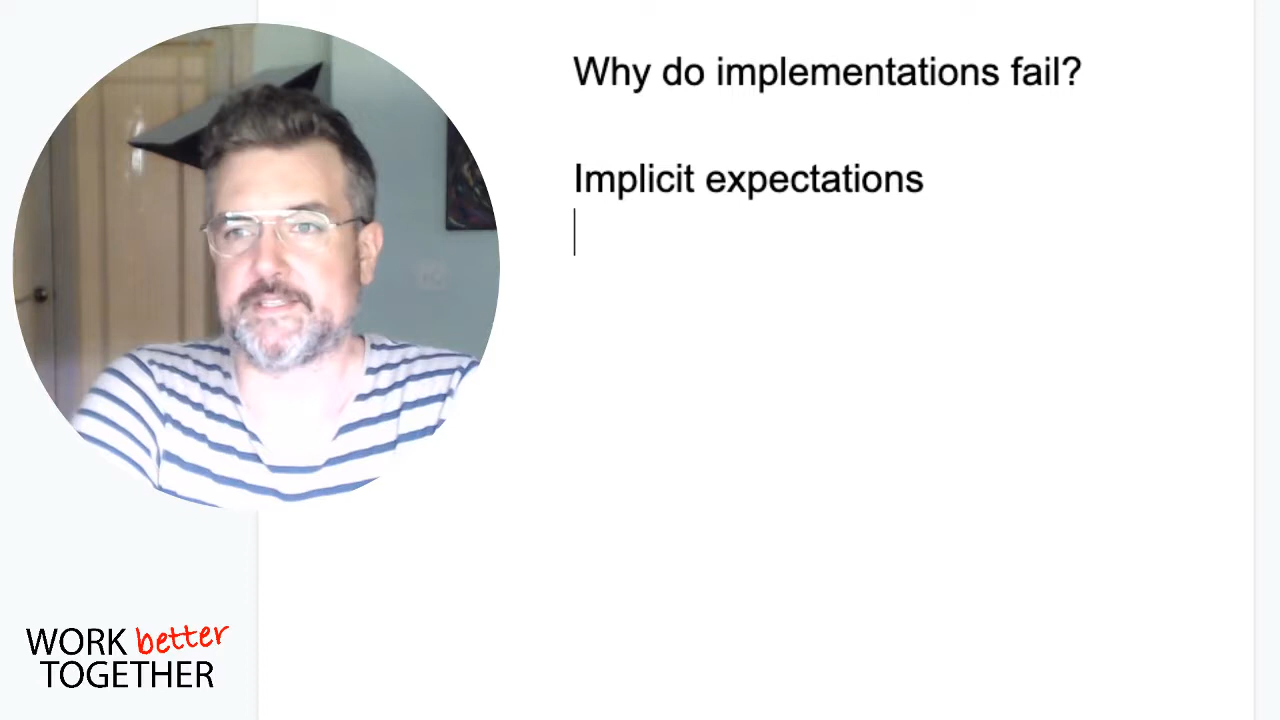 Why do implementations fail?
Implicit expectations
WORK better
TOGETHER